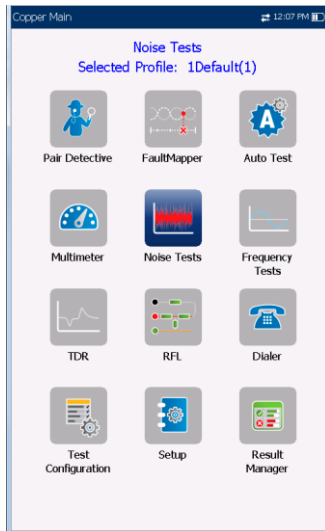 Copper Main 12:07 PM
Noise Tests
Selected Profile: 1Default(1)
Pair Detective FaultMapper Auto Test
Multimeter Noise Tests Frequency
Tests
TDR RFL Dialer
Test Setup Result
Configuration Manager